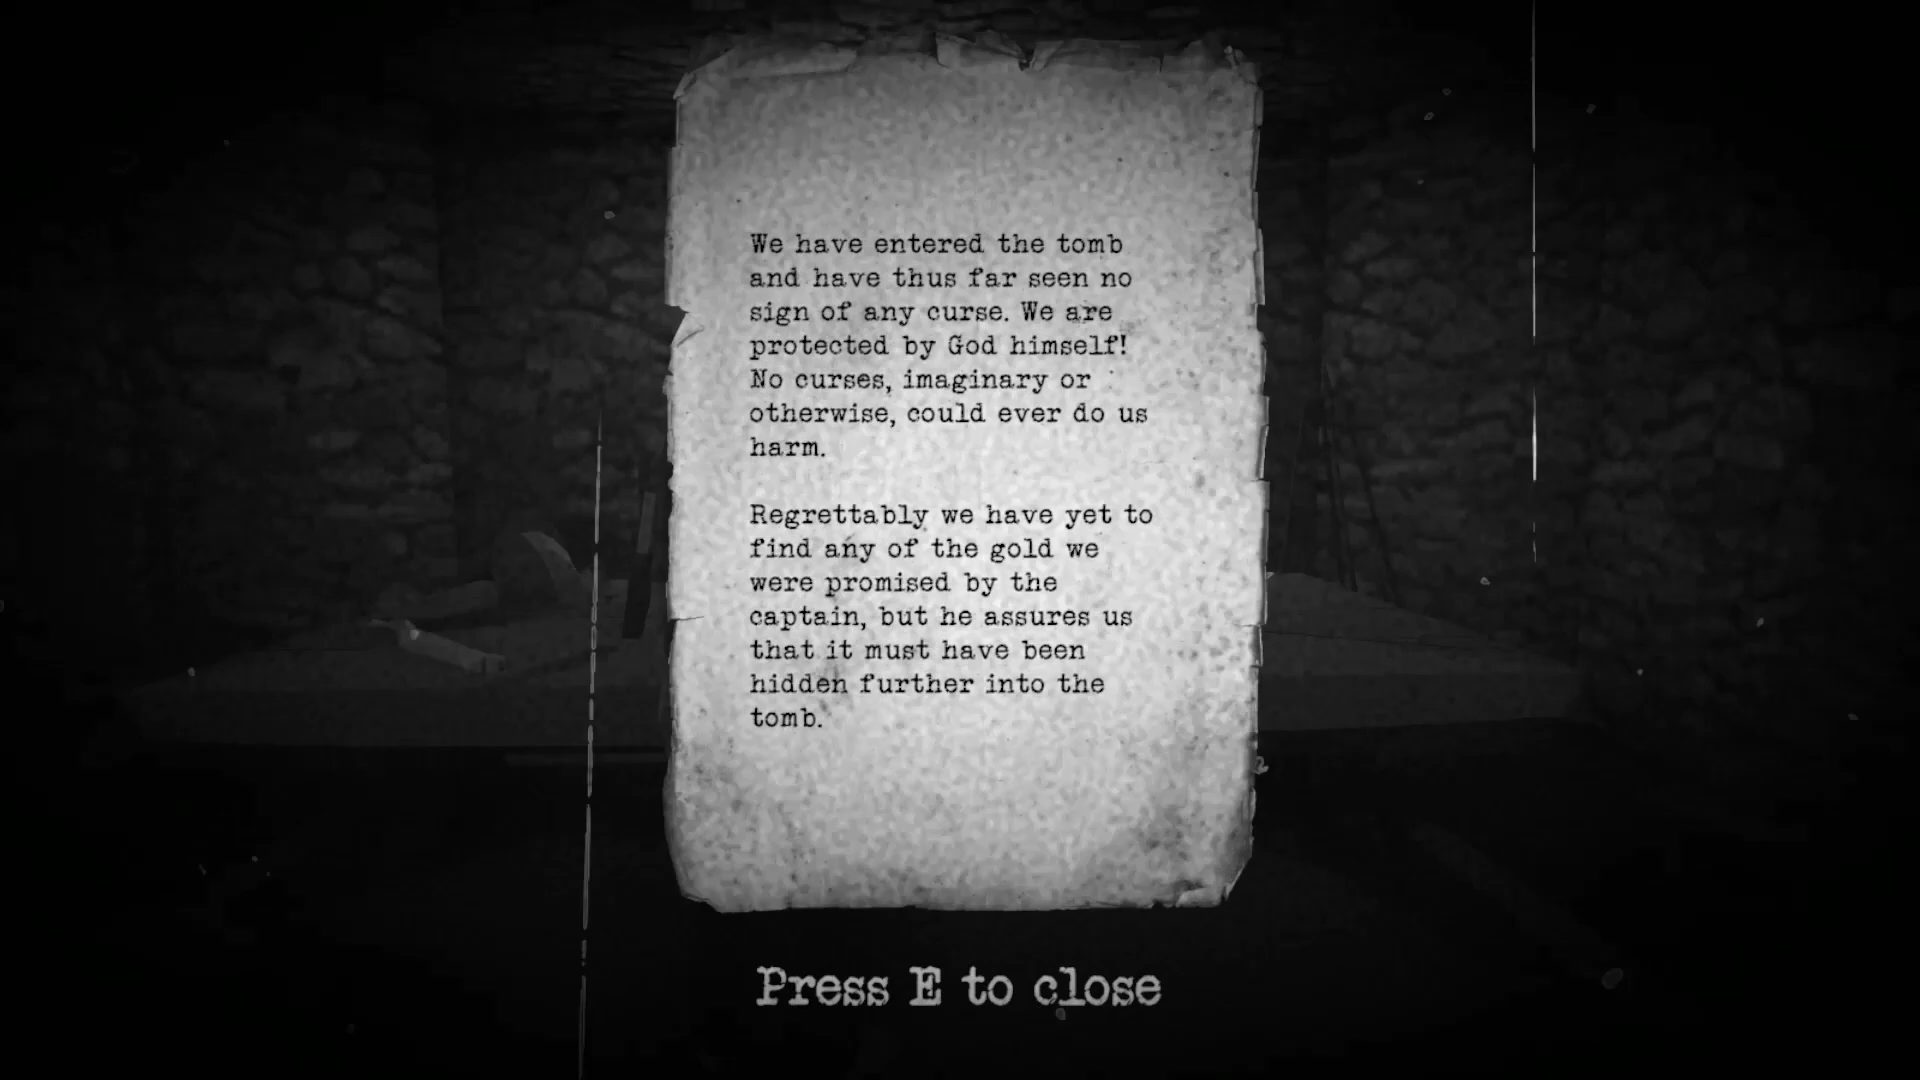 We have entered the tomb
and have thus far seen no
sign of any curse. We are
protected by God himself!
No curses, imaginary or
otherwise, could ever do us
harm.
Regrettably we have yet to
find any of the gold we
were promised by the
captain, but he assures us
that it must have been
hidden further into the
tomb.
Press E to close